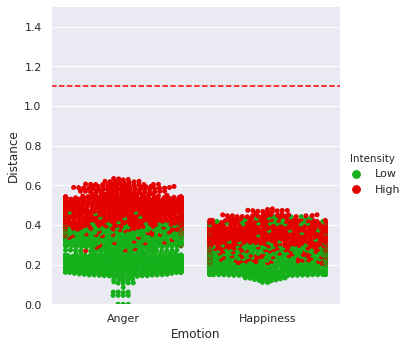 1.4
1.2
1.0
0.8
0.6
0.4
0.2
0.0
Distance
Anger
Happiness
Emotion
Intensity
Low
High